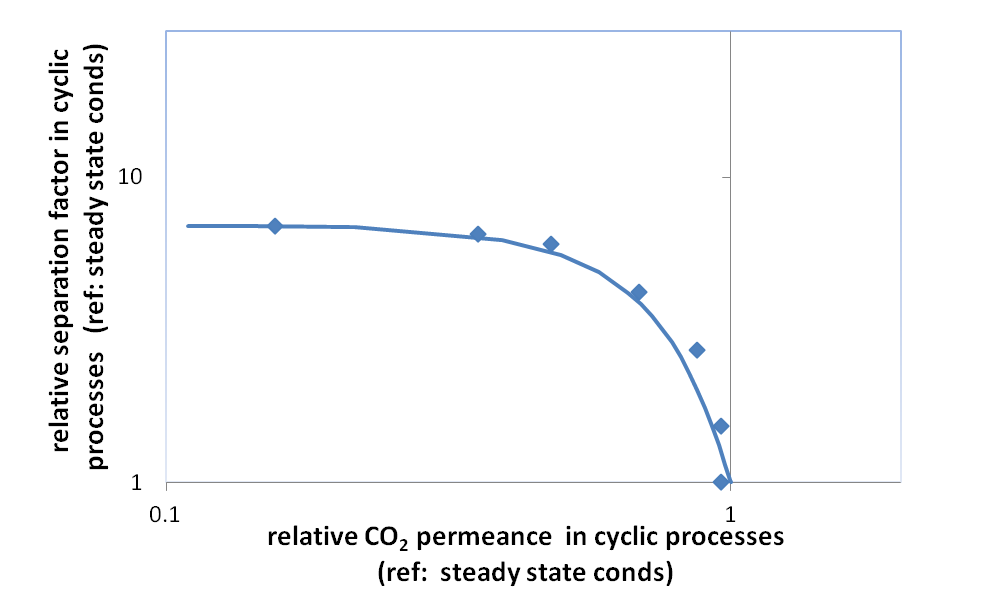 relative separation factor in cyclic
processes (ref: steady state conds)
10
1
0.1
1
relative CO₂ permeance in cyclic processes
(ref: steady state conds)